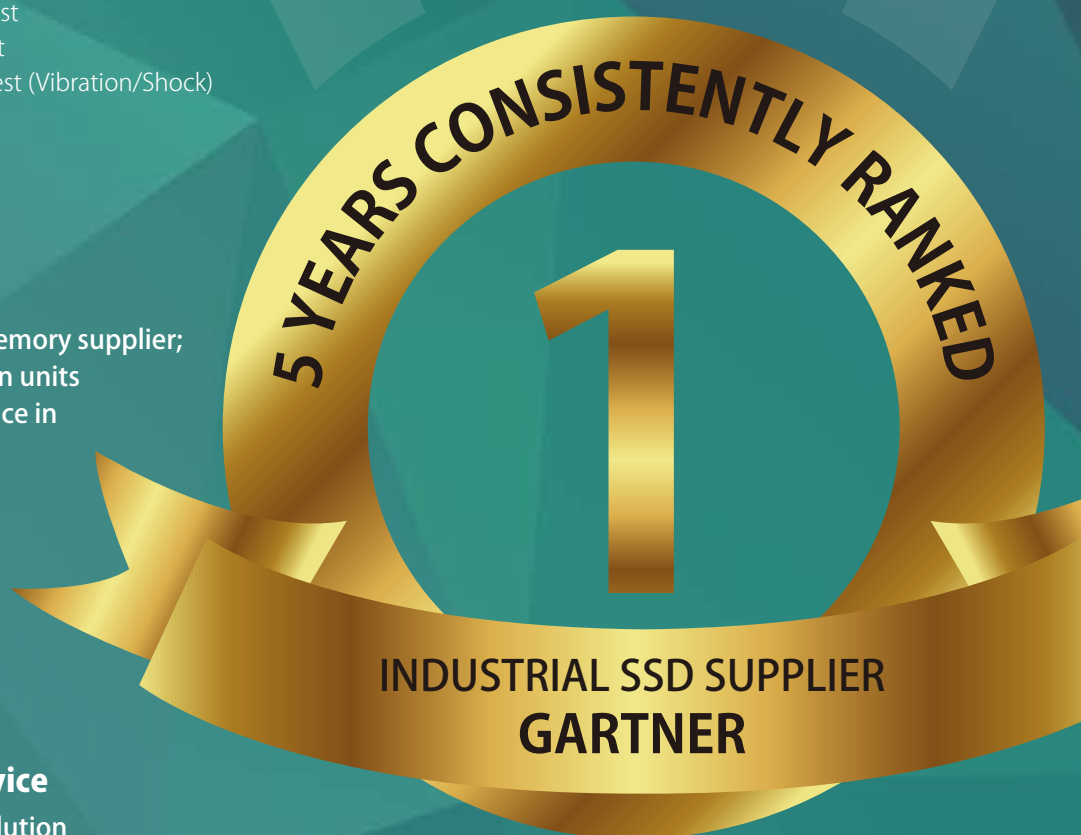 st
t
est (Vibration/Shock)
5 YEARS CONSISTENTLY RANKED
1
emory supplier;
n units
ce in
INDUSTRIAL SSD SUPPLIER
GARTNER
vice
lution